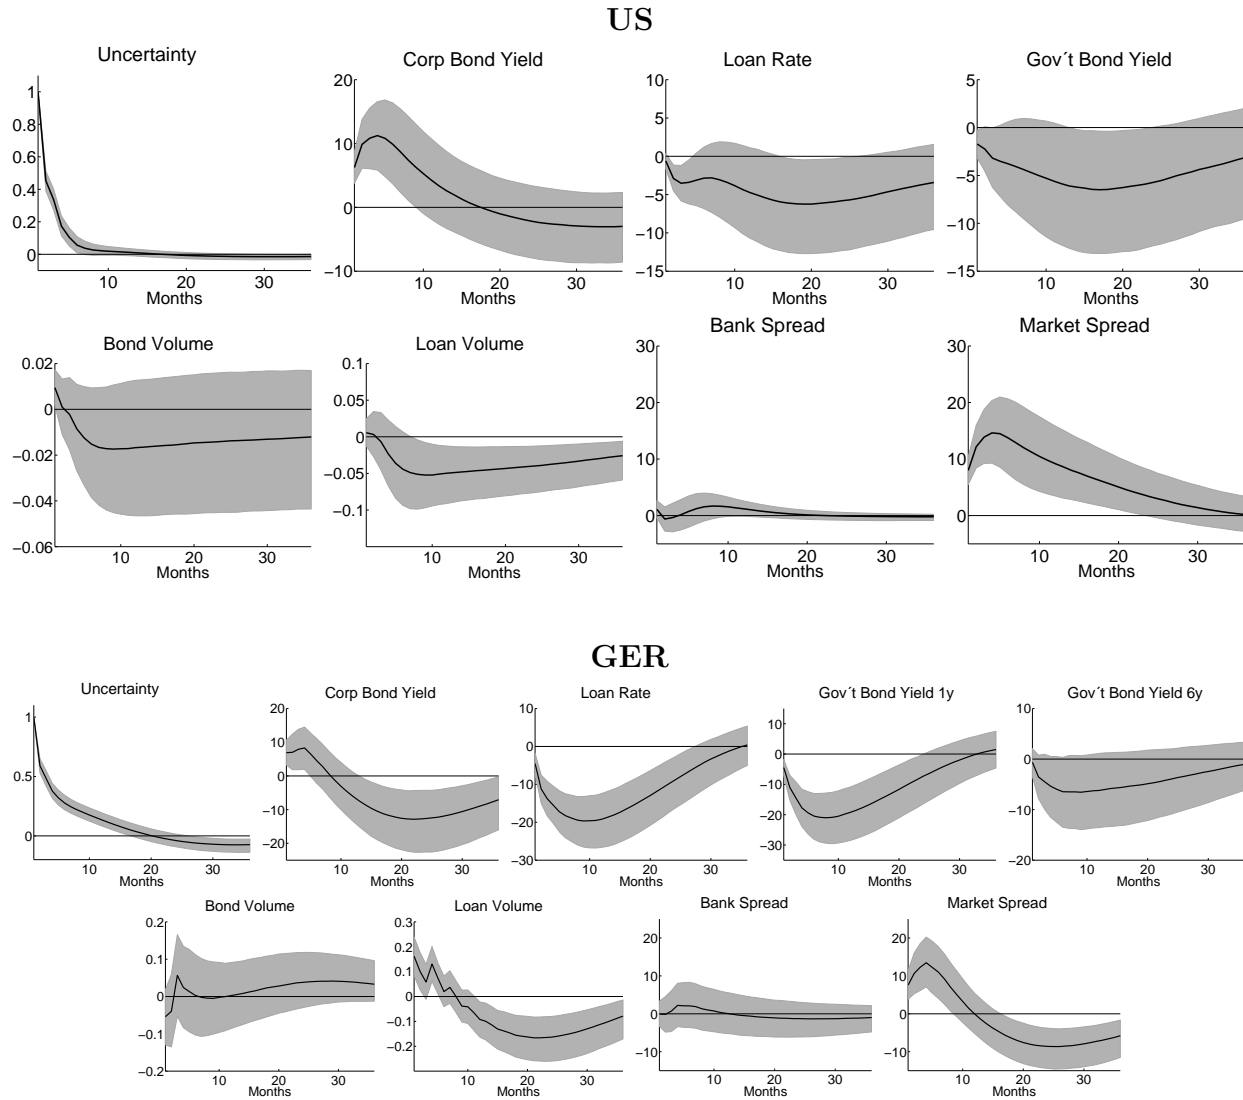 US
Uncertainty
1
0.8
0.6
0.4
0.2
0
10 20 30
Months
Corp Bond Yield
20
10
0
−10
10 20 30
Months
Loan Rate
10
5
0
−5
−10
−15
10 20 30
Months
Gov´t Bond Yield
5
0
−5
−10
−15
10 20 30
Months
Bond Volume
0.02
0
−0.02
−0.04
−0.06
10 20 30
Months
Loan Volume
0.1
0.05
0
−0.05
−0.1
10 20 30
Months
Bank Spread
30
20
10
0
10 20 30
Months
Market Spread
30
20
10
0
10 20 30
Months
GER
Uncertainty
1
0.5
0
10 20 30
Months
Corp Bond Yield
20
10
0
−10
−20
10 20 30
Months
Loan Rate
10
0
−10
−20
−30
10 20 30
Months
Gov´t Bond Yield 1y
10
0
−10
−20
−30
10 20 30
Months
Gov´t Bond Yield 6y
10
0
−10
−20
10 20 30
Months
Bond Volume
0.2
0.1
0
−0.1
−0.2
10 20 30
Months
Loan Volume
0.3
0.2
0.1
0
−0.1
−0.2
10 20 30
Months
Bank Spread
20
10
0
−10
10 20 30
Months
Market Spread
20
10
0
−10
10 20 30
Months